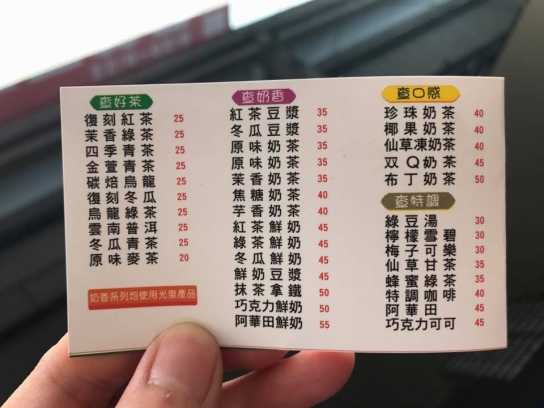 查好茶
復刻紅茶 25
茉香綠茶 25
四季青茶 25
金萱青茶 25
碳焙烏龍 25
復刻冬瓜 25
烏龍綠茶 25
雲南普洱 25
冬瓜青茶 25
原味麥茶 20
奶香系列均使用光泉產品
查奶香
紅茶豆漿 35
冬瓜豆漿 35
原味奶茶 35
原味奶茶 35
茉香奶茶 35
焦糖奶茶 40
芋香奶茶 40
紅茶鮮奶 45
綠茶鮮奶 45
冬瓜鮮奶 45
鮮奶豆漿 45
抹茶拿鐵 50
巧克力鮮奶 50
阿華田鮮奶 55
查口感
珍珠奶茶 40
椰果奶茶 40
仙草凍奶茶 40
双Q奶茶 45
布丁奶茶 50
查特調
綠豆湯 30
檸檬雪碧 30
梅子可樂 30
仙草甘茶 35
蜂蜜綠茶 35
特調咖啡 40
阿華田 45
巧克力可可 45